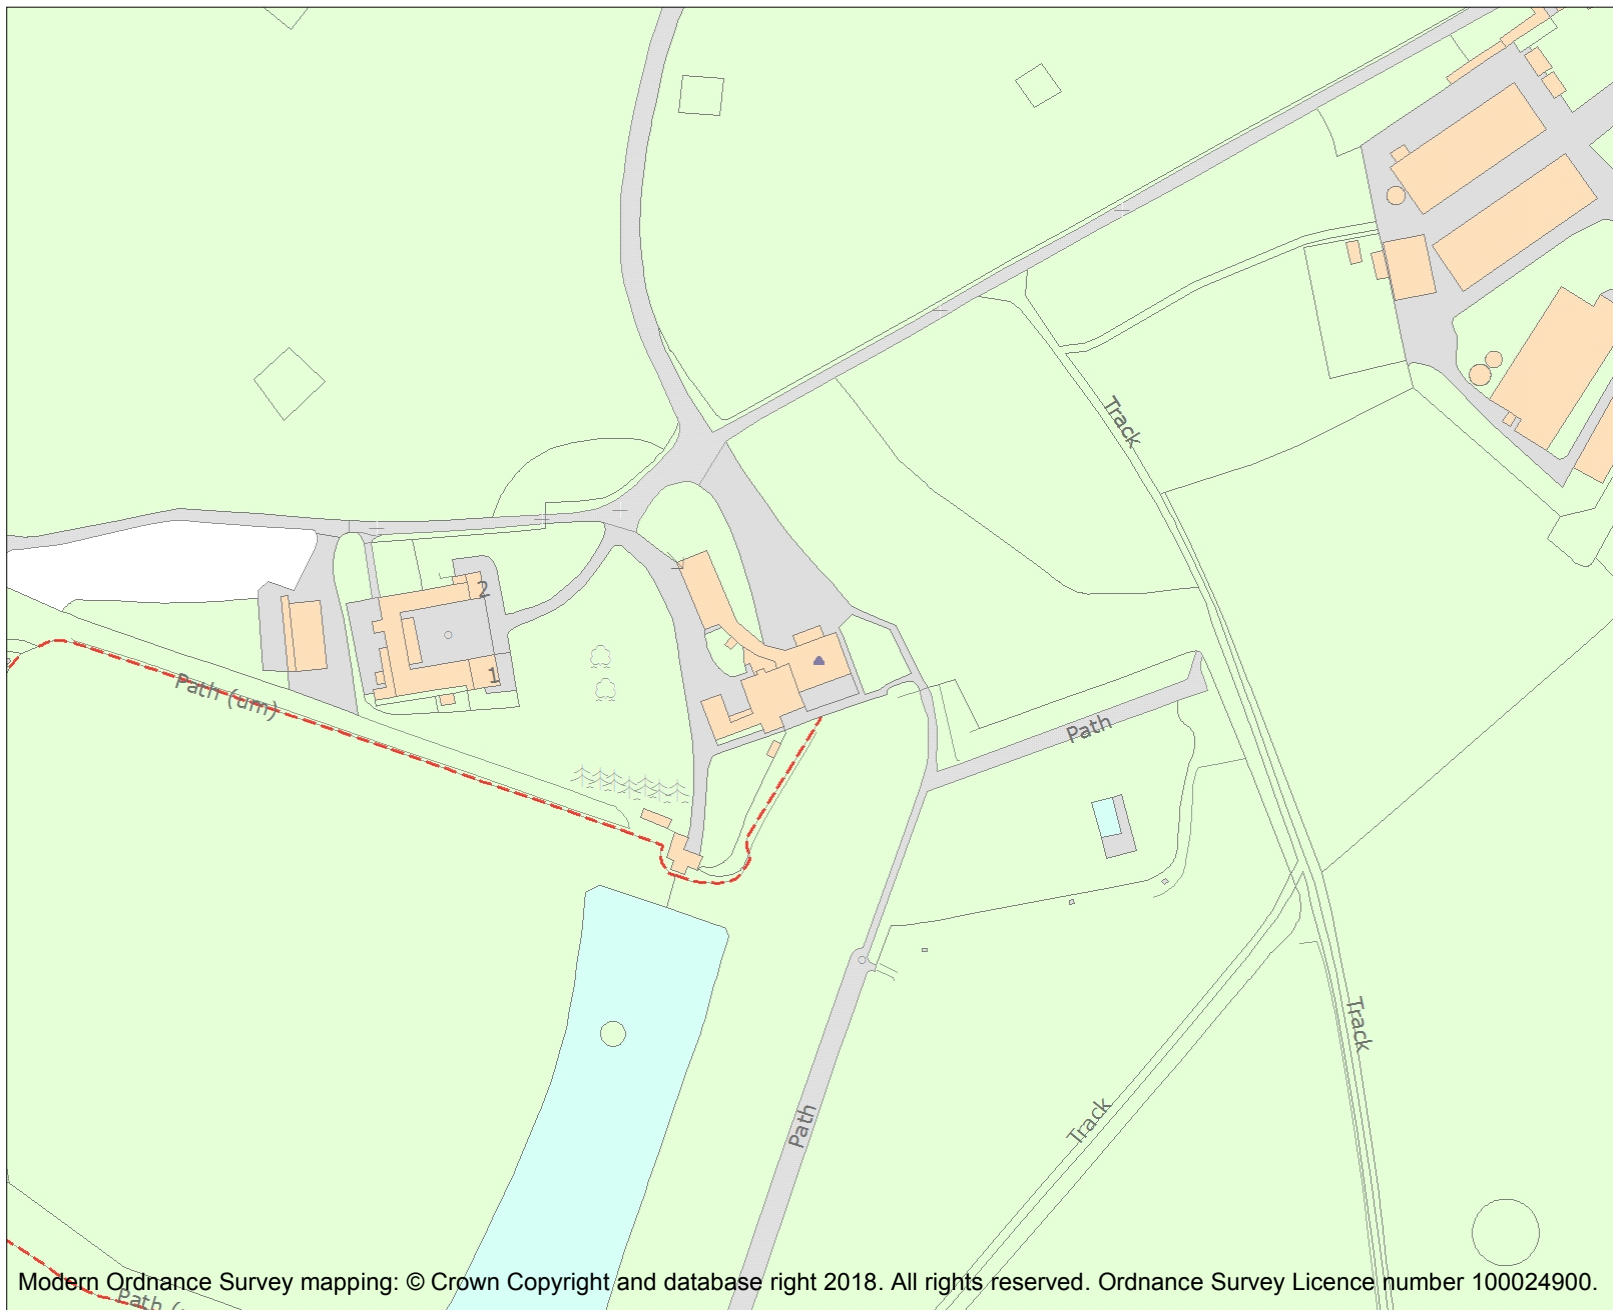 Track
2
1
Path (um)
Path
Track
Path
Track
Modern Ordnance Survey mapping: © Crown Copyright and database right 2018. All rights reserved. Ordnance Survey Licence number 100024900.
Path